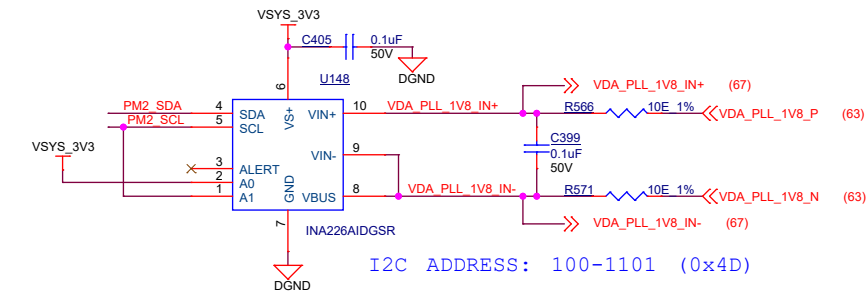 VSYS_3V3
C405 0.1uF
50V
DGND
U148
VDA_PLL_1V8_IN+ (67)
PM2_SDA 4 SDA VS+ 6 VIN+ 10 VDA_PLL_1V8_IN+ R566 10E_1% VDA_PLL_1V8_P (63)
PM2_SCL 5 SCL
C399
0.1uF
50V
VSYS_3V3
VIN- 9
3 ALERT
2 A0 GND 7
1 A1 VBUS 8 VDA_PLL_1V8_IN- R571 10E_1% VDA_PLL_1V8_N (63)
VDA_PLL_1V8_IN- (67)
INA226AIDGSR
DGND
I2C ADDRESS: 100-1101 (0x4D)